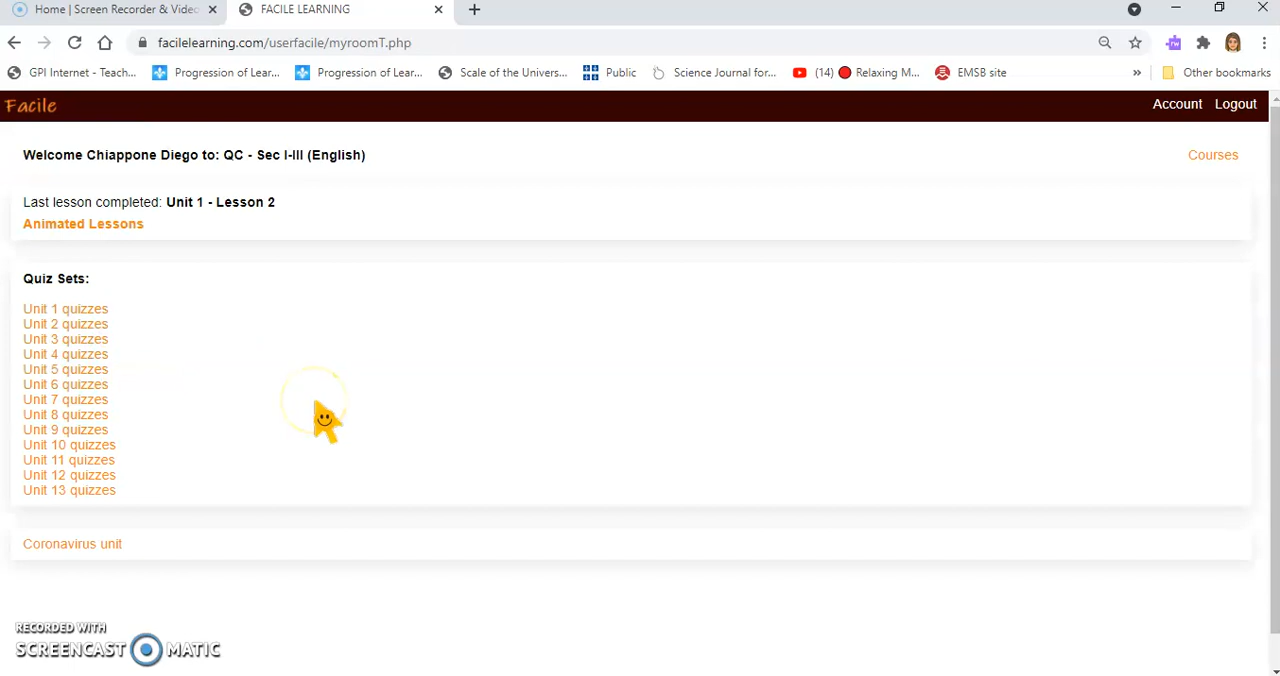 Home | Screen Recorder & Video
FACILE LEARNING
facilelearning.com/userfacile/myroomT.php
GPI Internet - Teach...
Progression of Lear...
Progression of Lear...
Scale of the Univers...
Public
Science Journal for...
(14)
Relaxing M...
EMSB site
»
Other bookmarks
Facile
Account
Logout
Welcome Chiappone Diego to: QC - Sec I-III (English)
Courses
Last lesson completed: Unit 1 - Lesson 2
Animated Lessons
Quiz Sets:
Unit 1 quizzes
Unit 2 quizzes
Unit 3 quizzes
Unit 4 quizzes
Unit 5 quizzes
Unit 6 quizzes
Unit 7 quizzes
Unit 8 quizzes
Unit 9 quizzes
Unit 10 quizzes
Unit 11 quizzes
Unit 12 quizzes
Unit 13 quizzes
Coronavirus unit
RECORDED WITH
SCREENCAST MATIC